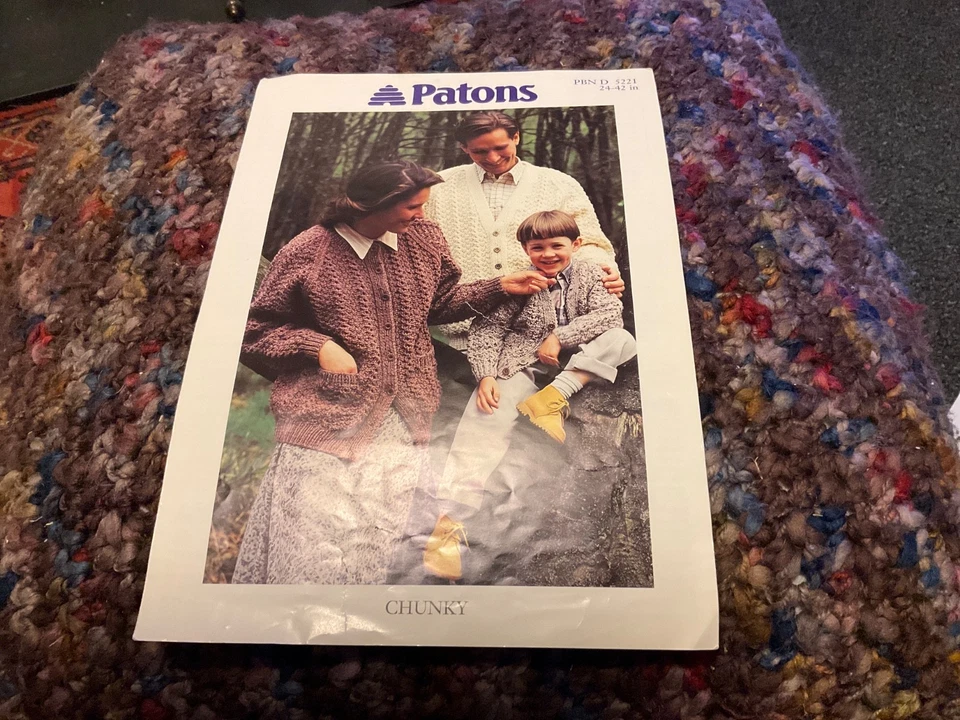 Patons
PBN D 5221
24-42 in
CHUNKY